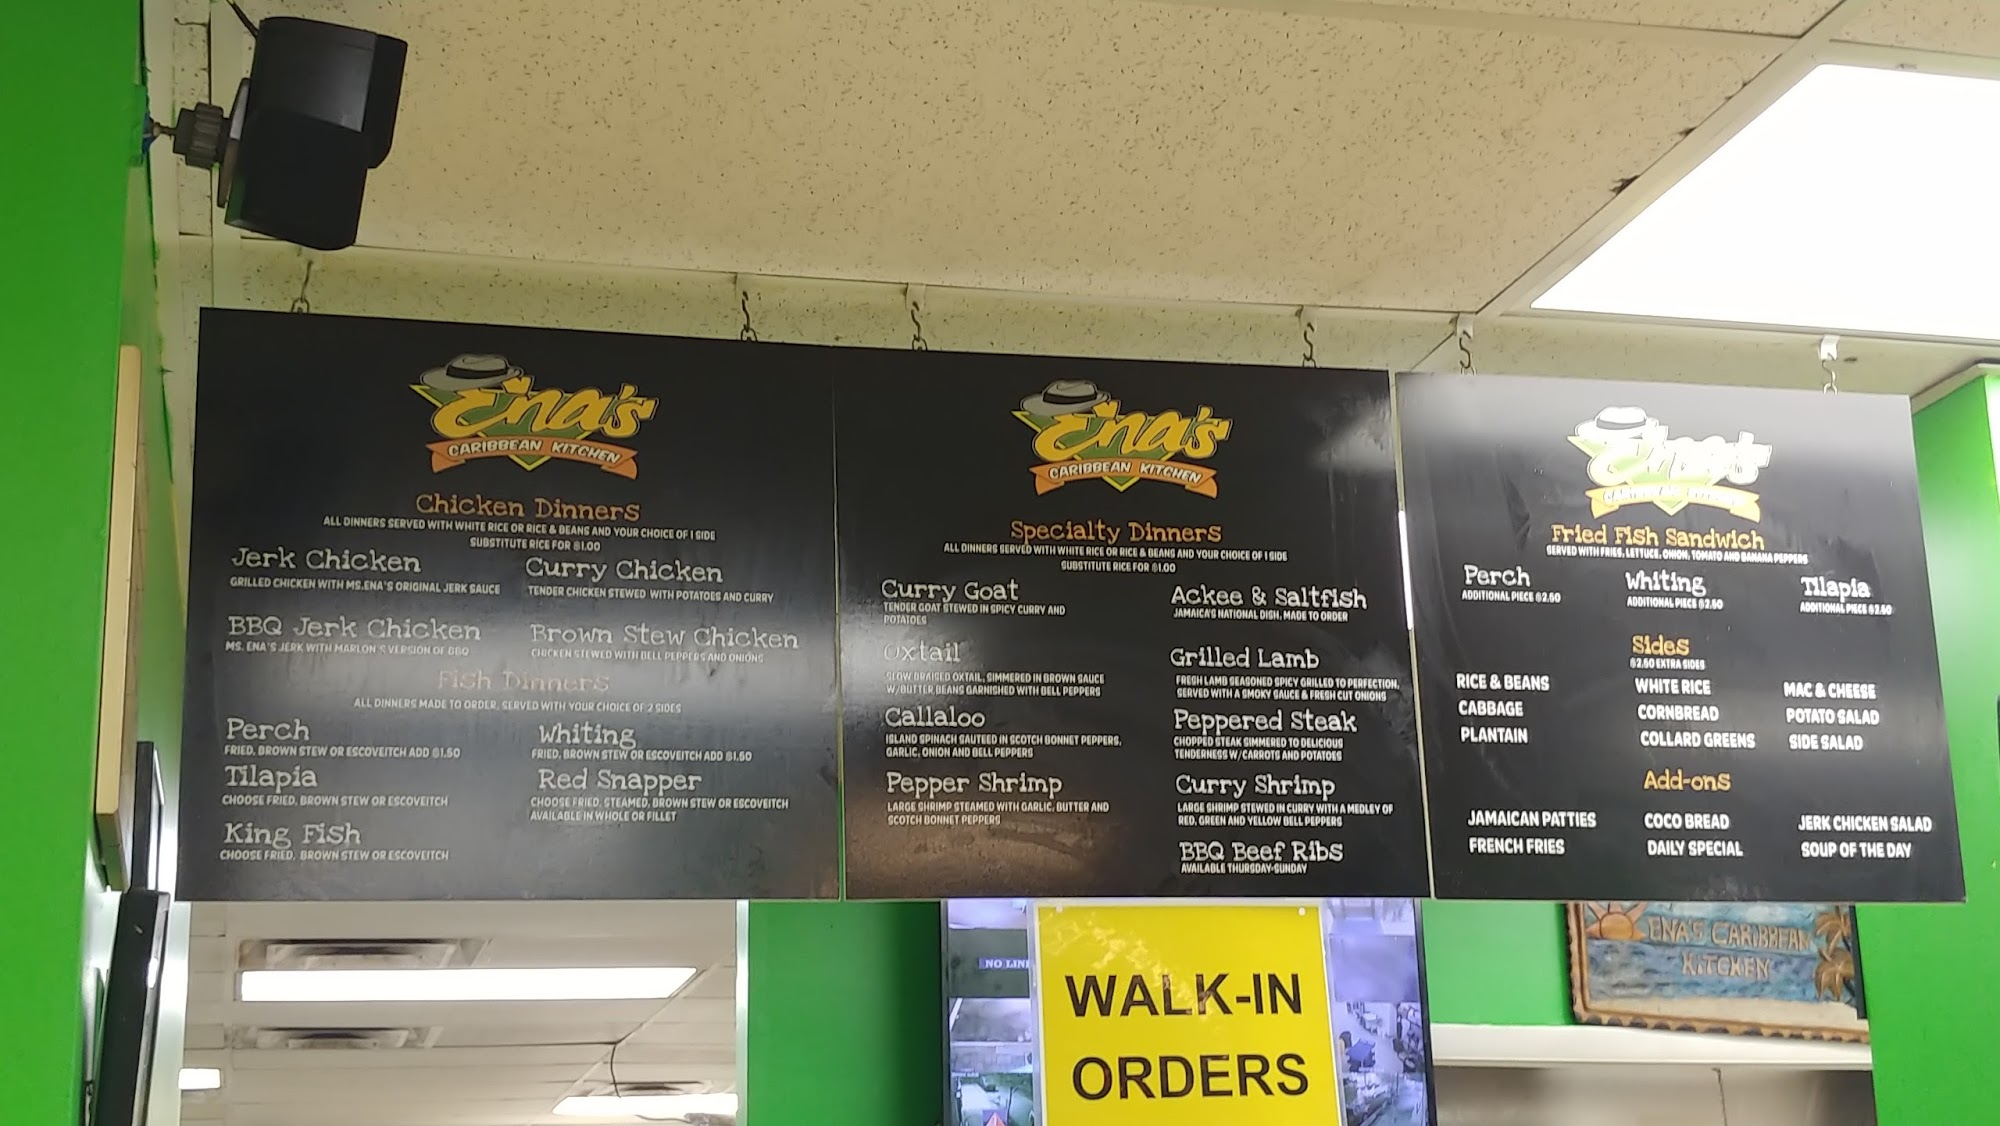 Ena's
CARIBBEAN KITCHEN
Chicken Dinners
ALL DINNERS SERVED WITH WHITE RICE OR RICE & BEANS AND YOUR CHOICE OF 1 SIDE
SUBSTITUTE RICE FOR $1.00
Jerk Chicken
GRILLED CHICKEN WITH MS.ENA'S ORIGINAL JERK SAUCE
Curry Chicken
TENDER CHICKEN STEWED WITH POTATOES AND CURRY
BBQ Jerk Chicken
MS. ENA'S JERK WITH MARLON'S VERSION OF BBQ
Brown Stew Chicken
CHICKEN STEWED WITH BELL PEPPERS AND ONIONS
Fish Dinners
ALL DINNERS MADE TO ORDER, SERVED WITH YOUR CHOICE OF 2 SIDES
Perch
FRIED, BROWN STEW OR ESCOVEITCH ADD $1.50
Whiting
FRIED, BROWN STEW OR ESCOVEITCH ADD $1.50
Tilapia
CHOOSE FRIED, BROWN STEW OR ESCOVEITCH
Red Snapper
CHOOSE FRIED, STEAMED, BROWN STEW OR ESCOVEITCH
AVAILABLE IN WHOLE OR FILLET
King Fish
CHOOSE FRIED, BROWN STEW OR ESCOVEITCH
Ena's
CARIBBEAN KITCHEN
Specialty Dinners
ALL DINNERS SERVED WITH WHITE RICE OR RICE & BEANS AND YOUR CHOICE OF 1 SIDE
SUBSTITUTE RICE FOR $1.00
Curry Goat
TENDER GOAT STEWED IN SPICY CURRY AND
POTATOES
Ackee & Saltfish
JAMAICA'S NATIONAL DISH, MADE TO ORDER
Oxtail
SLOW BRAISED OXTAIL, SIMMERED IN BROWN SAUCE
W/BUTTER BEANS GARNISHED WITH BELL PEPPERS
Grilled Lamb
FRESH LAMB SEASONED SPICY GRILLED TO PERFECTION,
SERVED WITH A SMOKY SAUCE & FRESH CUT ONIONS
Callaloo
ISLAND SPINACH SAUTEED IN SCOTCH BONNET PEPPERS,
GARLIC, ONION AND BELL PEPPERS
Peppered Steak
CHOPPED STEAK SIMMERED TO DELICIOUS
TENDERNESS W/CARROTS AND POTATOES
Pepper Shrimp
LARGE SHRIMP STEAMED WITH GARLIC, BUTTER AND
SCOTCH BONNET PEPPERS
Curry Shrimp
LARGE SHRIMP STEWED IN CURRY WITH A MEDLEY OF
RED, GREEN AND YELLOW BELL PEPPERS
BBQ Beef Ribs
AVAILABLE THURSDAY-SUNDAY
Ena's
CARIBBEAN KITCHEN
Fried Fish Sandwich
SERVED WITH FRIES, LETTUCE, ONION, TOMATO AND BANANA PEPPERS
Perch
ADDITIONAL PIECE $2.50
Whiting
ADDITIONAL PIECE $2.50
Tilapia
ADDITIONAL PIECE $2.50
Sides
$2.50 EXTRA SIDES
RICE & BEANS
WHITE RICE
MAC & CHEESE
CABBAGE
CORNBREAD
POTATO SALAD
PLANTAIN
COLLARD GREENS
SIDE SALAD
Add-ons
JAMAICAN PATTIES
COCO BREAD
JERK CHICKEN SALAD
FRENCH FRIES
DAILY SPECIAL
SOUP OF THE DAY
NO LIN
WALK-IN
ORDERS
ENA'S CARIBBEAN
KITCHEN